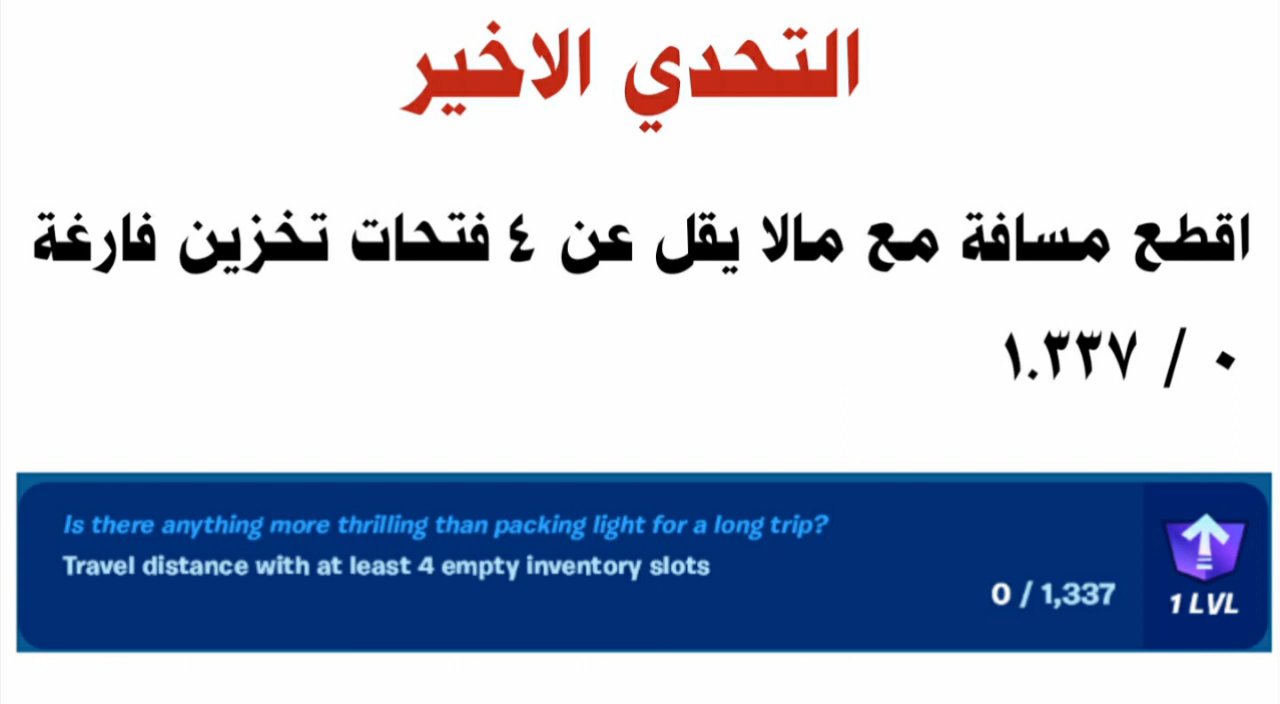 التحدي الاخير
اقطع مسافة مع مالا يقل عن ٤ فتحات تخزين فارغة
٠ / ١.٣٣٧
Is there anything more thrilling than packing light for a long trip?
Travel distance with at least 4 empty inventory slots
0 / 1,337
1 LVL